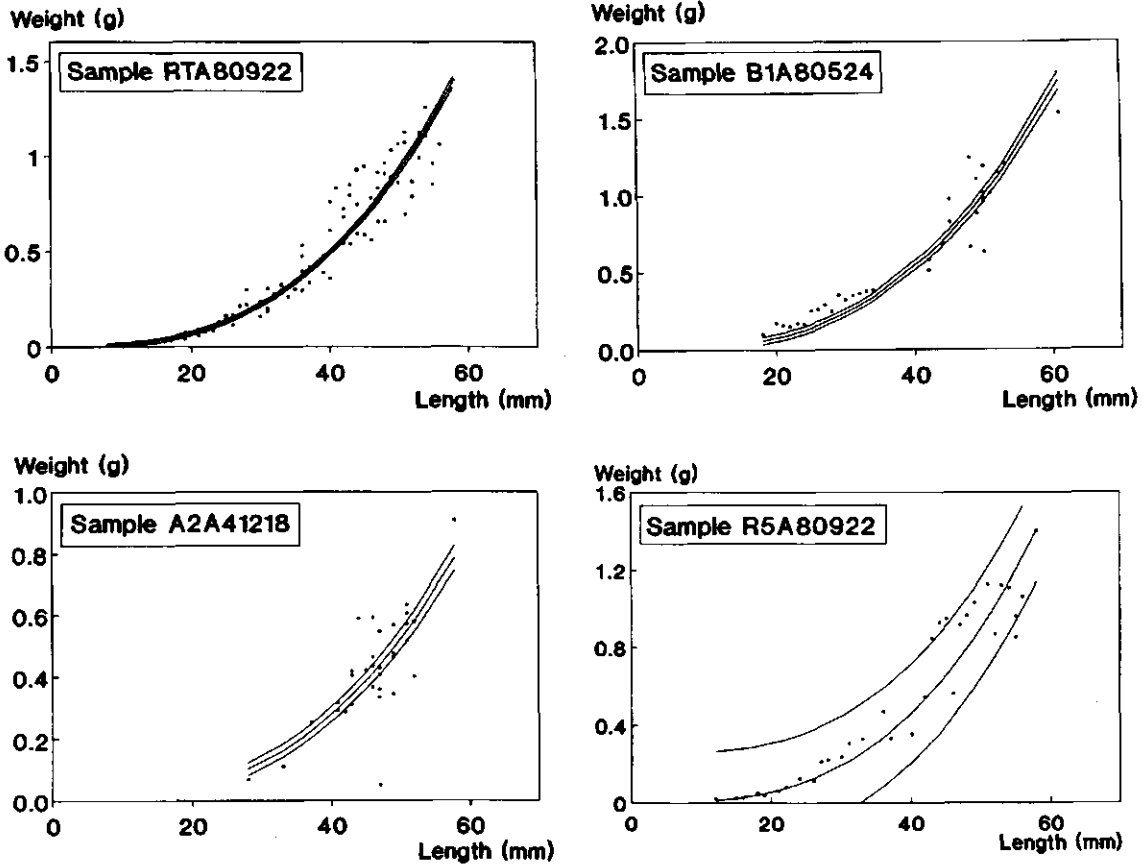 Weight (g)
Sample RTA80922
1.5
1
0.5
0
0 20 40 60
Length (mm)
Weight (g)
Sample B1A80524
2.0
1.5
1.0
0.5
0.0
0 20 40 60
Length (mm)
Weight (g)
Sample A2A41218
1.0
0.8
0.6
0.4
0.2
0.0
0 20 40 60
Length (mm)
Weight (g)
Sample R5A80922
1.6
1.2
0.8
0.4
0
0 20 40 60
Length (mm)